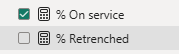 % On service
% Retrenched